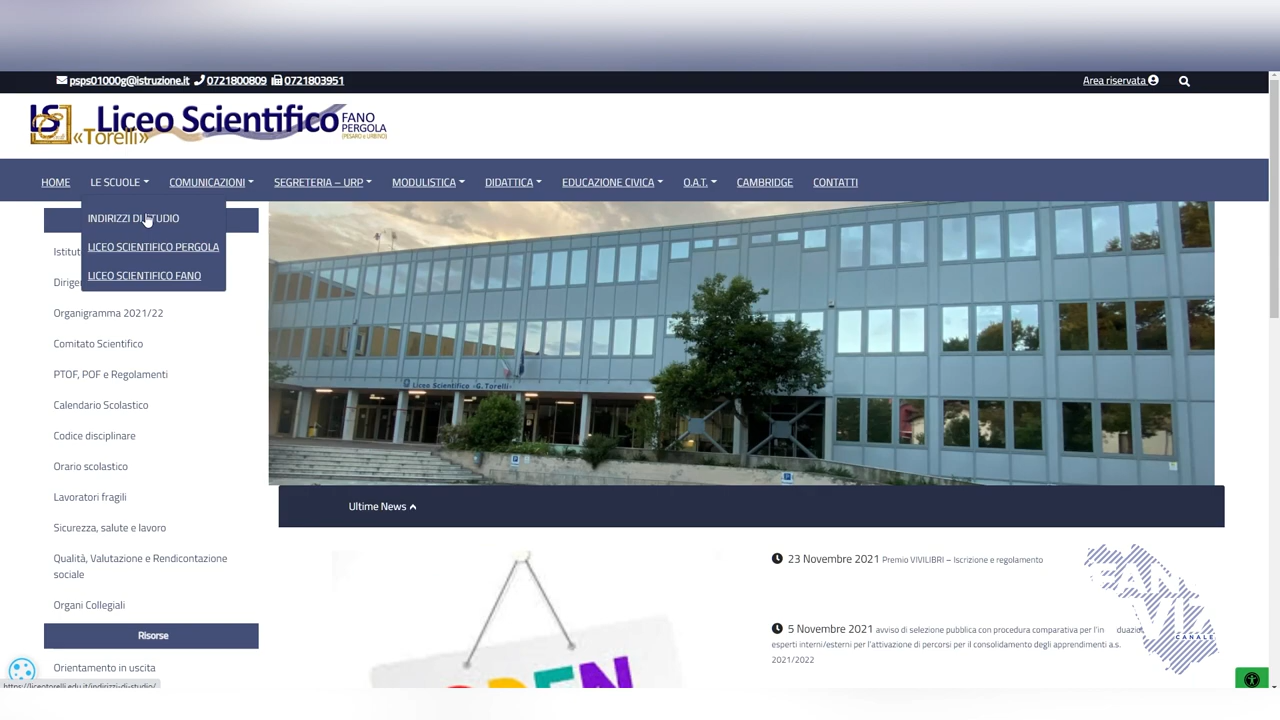 psps01000g@istruzione.it 0721800809 0721803951
Area riservata
LS Liceo Scientifico FANO
PERGOLA
(PESARO e URBINO)
«Torelli»
HOME LE SCUOLE COMUNICAZIONI SEGRETERIA – URP MODULISTICA DIDATTICA EDUCAZIONE CIVICA O.A.T. CAMBRIDGE CONTATTI
INDIRIZZI DI STUDIO
LICEO SCIENTIFICO PERGOLA
LICEO SCIENTIFICO FANO
Organigramma 2021/22
Comitato Scientifico
PTOF, POF e Regolamenti
Calendario Scolastico
Codice disciplinare
Orario scolastico
Lavoratori fragili
Sicurezza, salute e lavoro
Qualità, Valutazione e Rendicontazione
sociale
Organi Collegiali
Risorse
Orientamento in uscita
https://liceotorelli.edu.it/indirizzi-di-studio/
Liceo Scientifico «G. Torelli»
Ultime News
OPEN
23 Novembre 2021 Premio VIVILIBRI – Iscrizione e regolamento
5 Novembre 2021 avviso di selezione pubblica con procedura comparativa per l'in
esperti interni/esterni per l'attivazione di percorsi per il consolidamento degli apprendimenti a.s.
2021/2022
FANO
TV
CANALE